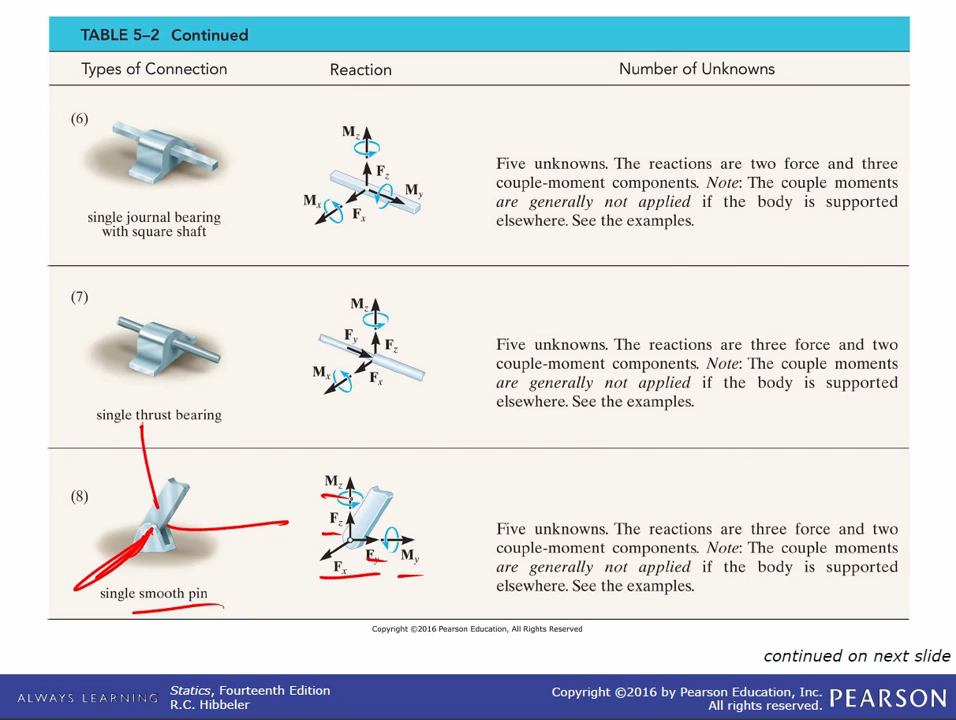 TABLE 5–2 Continued
Types of Connection Reaction Number of Unknowns
(6)
single journal bearing
with square shaft
Mz
Fz
My
Mx
Fx
Five unknowns. The reactions are two force and three
couple-moment components. Note: The couple moments
are generally not applied if the body is supported
elsewhere. See the examples.
(7)
single thrust bearing
Mz
Fy
Fz
Mx
Fx
Five unknowns. The reactions are three force and two
couple-moment components. Note: The couple moments
are generally not applied if the body is supported
elsewhere. See the examples.
(8)
single smooth pin
Mz
Fz
Fy
My
Fx
Five unknowns. The reactions are three force and two
couple-moment components. Note: The couple moments
are generally not applied if the body is supported
elsewhere. See the examples.
Copyright ©2016 Pearson Education, All Rights Reserved
continued on next slide
ALWAYS LEARNING
Statics, Fourteenth Edition
R.C. Hibbeler
Copyright ©2016 by Pearson Education, Inc.
All rights reserved.
PEARSON